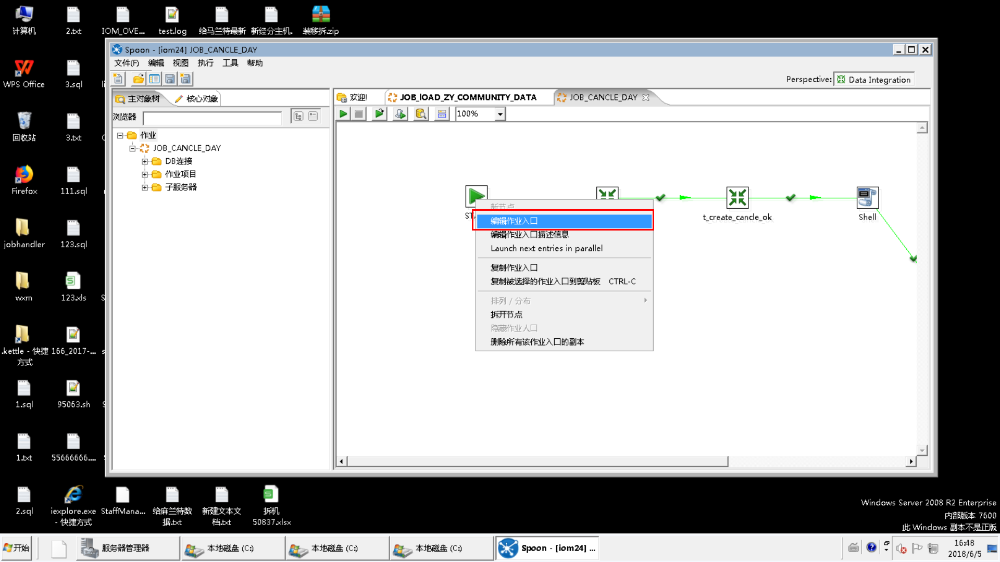 计算机
2.txt
IOM_OVE...
test.log
给马兰特最新
新经分主机.
装移拆.zip
Spoon - [iom24] JOB_CANCLE_DAY
文件(F) 编辑 视图 执行 工具 帮助
Perspective: Data Integration
主对象树
核心对象
欢迎!
JOB_lOAD_ZY_COMMUNITY_DATA
JOB_CANCLE_DAY
浏览器
100%
作业
JOB_CANCLE_DAY
DB连接
作业项目
子服务器
t_create_cancle_ok
Shell
新节点
编辑作业入口
编辑作业入口描述信息
Launch next entries in parallel
复制作业入口
复制被选择的作业入口到剪贴板 CTRL-C
排列 / 分布
拆开节点
隐藏作业人口
删除所有该作业入口的副本
WPS Office
3.sql
回收站
3.txt
Firefox
111.sql
jobhandler
123.sql
wxm
123.xls
.kettle - 快捷方式
166_2017-...
1.sql
95063.sh
1.txt
55666666....
2.sql
iexplore.exe - 快捷方式
StaffMana...
给麻兰特数据.txt
新建文本文档.txt
拆机50837.xlsx
Windows Server 2008 R2 Enterprise
内部版本 7600
此 Windows 副本不是正版
开始
服务器管理器
本地磁盘 (C:)
本地磁盘 (C:)
本地磁盘 (C:)
Spoon - [iom24] ...
16:48
2018/6/5